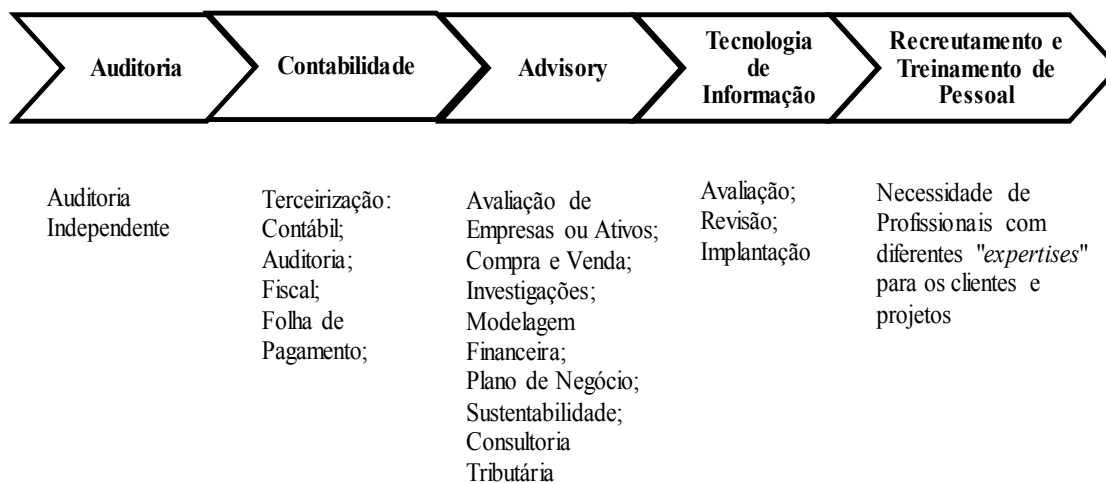 Auditoria
Contabilidade
Advisory
Tecnologia
de
Informação
Recreutamento e
Treinamento de
Pessoal
Auditoria
Independente
Terceirização:
Contábil;
Auditoria;
Fiscal;
Folha de
Pagamento;
Avaliação de
Empresas ou Ativos;
Compra e Venda;
Investigações;
Modelagem
Financeira;
Plano de Negócio;
Sustentabilidade;
Consultoria
Tributária
Avaliação;
Revisão;
Implantação
Necessidade de
Profissionais com
diferentes "expertises"
para os clientes e
projetos